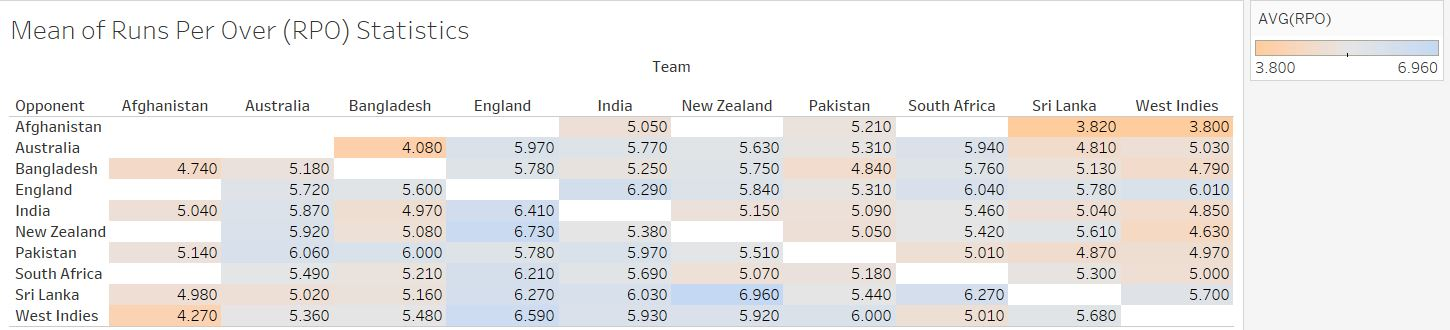 Mean of Runs Per Over (RPO) Statistics
AVG(RPO)
3.800 6.960
Team
Opponent Afghanistan Australia Bangladesh England India New Zealand Pakistan South Africa Sri Lanka West Indies
Afghanistan 5.050 5.210 3.820 3.800
Australia 4.080 5.970 5.770 5.630 5.310 5.940 4.810 5.030
Bangladesh 4.740 5.180 5.780 5.250 5.750 4.840 5.760 5.130 4.790
England 5.720 5.600 6.290 5.840 5.310 6.040 5.780 6.010
India 5.040 5.870 4.970 6.410 5.150 5.090 5.460 5.040 4.850
New Zealand 5.920 5.080 6.730 5.380 5.050 5.420 5.610 4.630
Pakistan 5.140 6.060 6.000 5.780 5.970 5.510 5.010 4.870 4.970
South Africa 5.490 5.210 6.210 5.690 5.070 5.180 5.300 5.000
Sri Lanka 4.980 5.020 5.160 6.270 6.030 6.960 5.440 6.270 5.700
West Indies 4.270 5.360 5.480 6.590 5.930 5.920 6.000 5.010 5.680